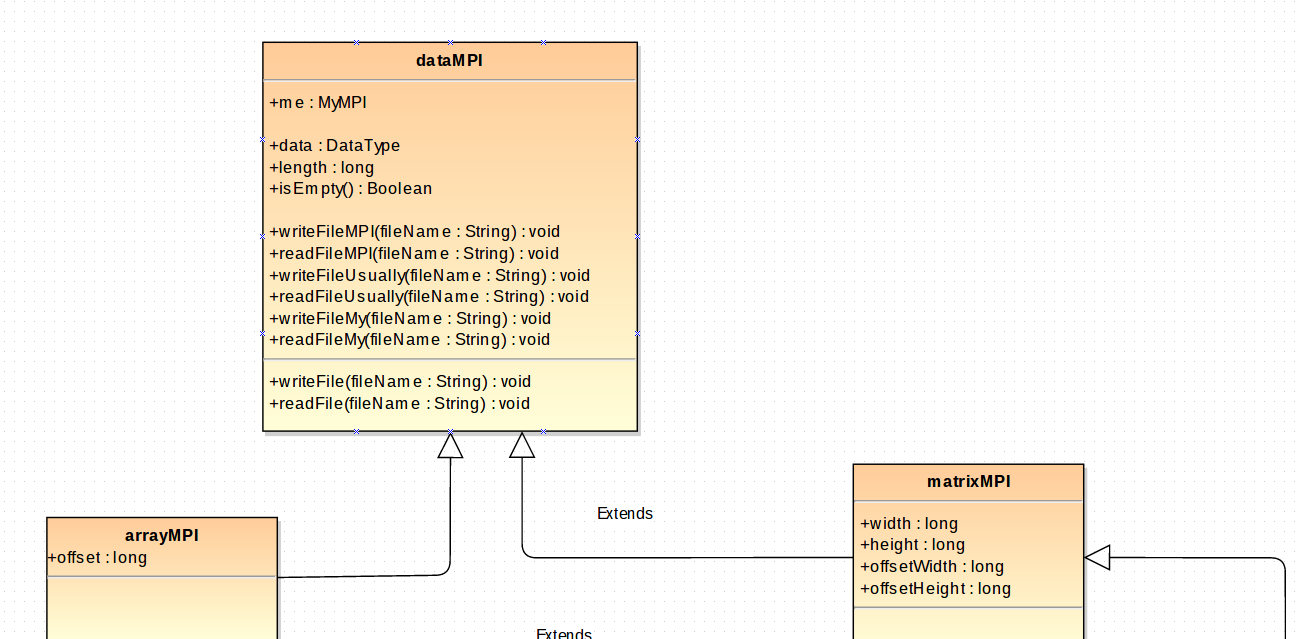 dataMPI
+me : MyMPI
+data : DataType
+length : long
+isEmpty() : Boolean
+writeFileMPI(fileName : String) : void
+readFileMPI(fileName : String) : void
+writeFileUsually(fileName : String) : void
+readFileUsually(fileName : String) : void
+writeFileMy(fileName : String) : void
+readFileMy(fileName : String) : void
+writeFile(fileName : String) : void
+readFile(fileName : String) : void
matrixMPI
+width : long
+height : long
+offsetWidth : long
+offsetHeight : long
Extends
arrayMPI
+offset : long
Extends